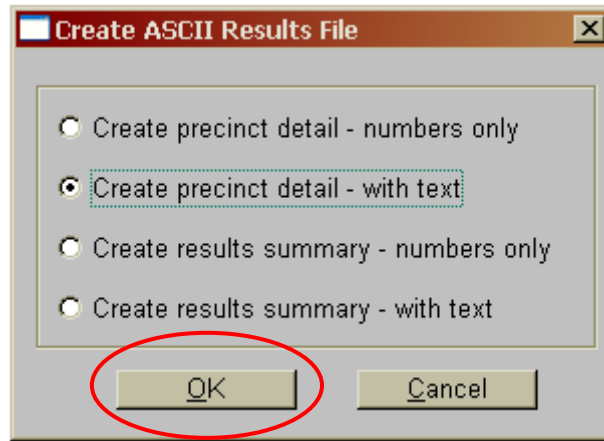 Create ASCII Results File
Create precinct detail - numbers only
Create precinct detail - with text
Create results summary - numbers only
Create results summary - with text
OK Cancel